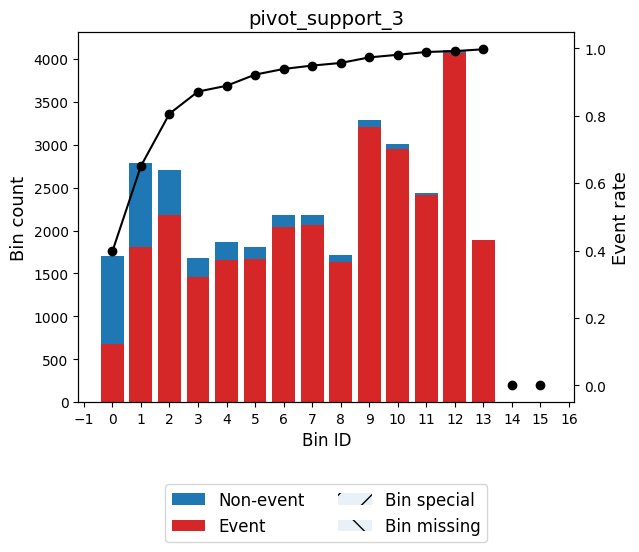 pivot_support_3
Bin count
4000
3500
3000
2500
2000
1500
1000
500
0
1.0
0.8
0.6
0.4
0.2
0.0
Event rate
−1 0 1 2 3 4 5 6 7 8 9 10 11 12 13 14 15 16
Bin ID
Non-event Bin special
Event Bin missing